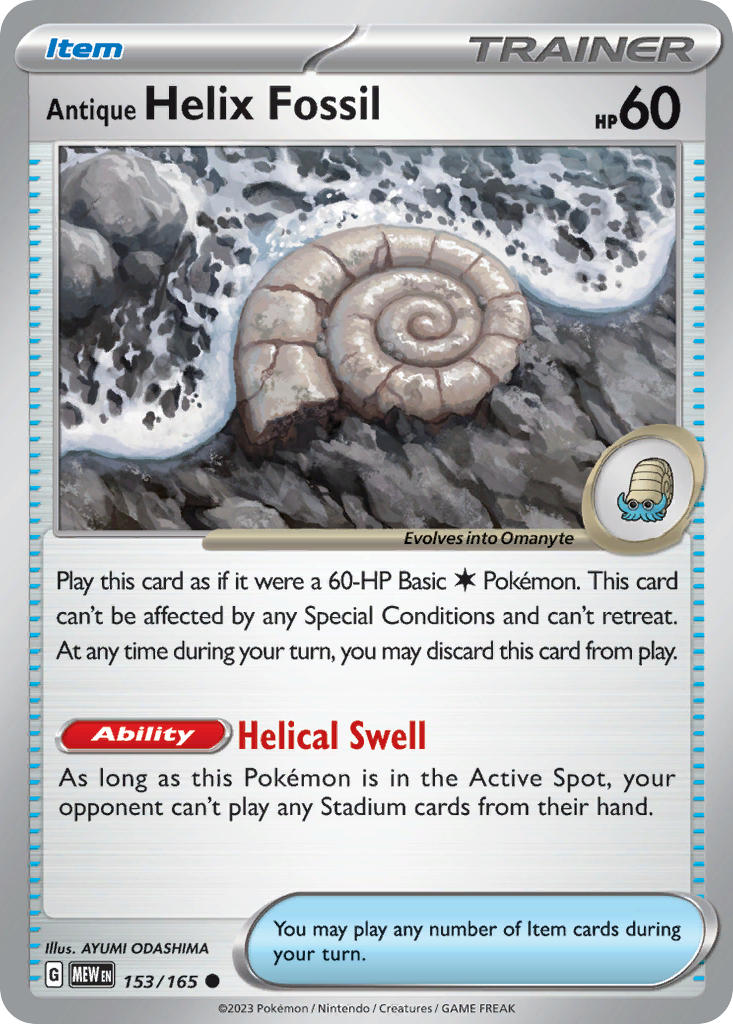 Item
TRAINER
Antique Helix Fossil
HP 60
Evolves into Omanyte
Play this card as if it were a 60-HP Basic Pokémon. This card
can't be affected by any Special Conditions and can't retreat.
At any time during your turn, you may discard this card from play.
Ability Helical Swell
As long as this Pokémon is in the Active Spot, your
opponent can't play any Stadium cards from their hand.
You may play any number of Item cards during
your turn.
Illus. AYUMI ODASHIMA
G MEW EN 153/165
©2023 Pokémon / Nintendo / Creatures / GAME FREAK